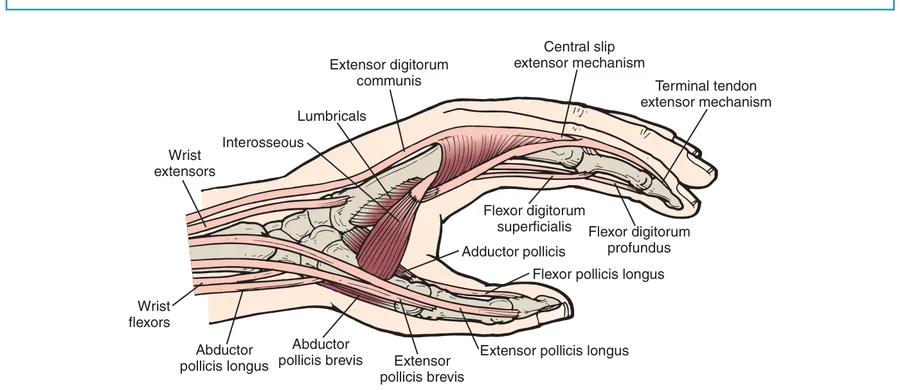 Central slip
extensor mechanism
Extensor digitorum
communis
Terminal tendon
extensor mechanism
Lumbricals
Interosseous
Wrist
extensors
Flexor digitorum
superficialis
Flexor digitorum
profundus
Adductor pollicis
Flexor pollicis longus
Wrist
flexors
Abductor
pollicis longus
Abductor
pollicis brevis
Extensor
pollicis brevis
Extensor pollicis longus